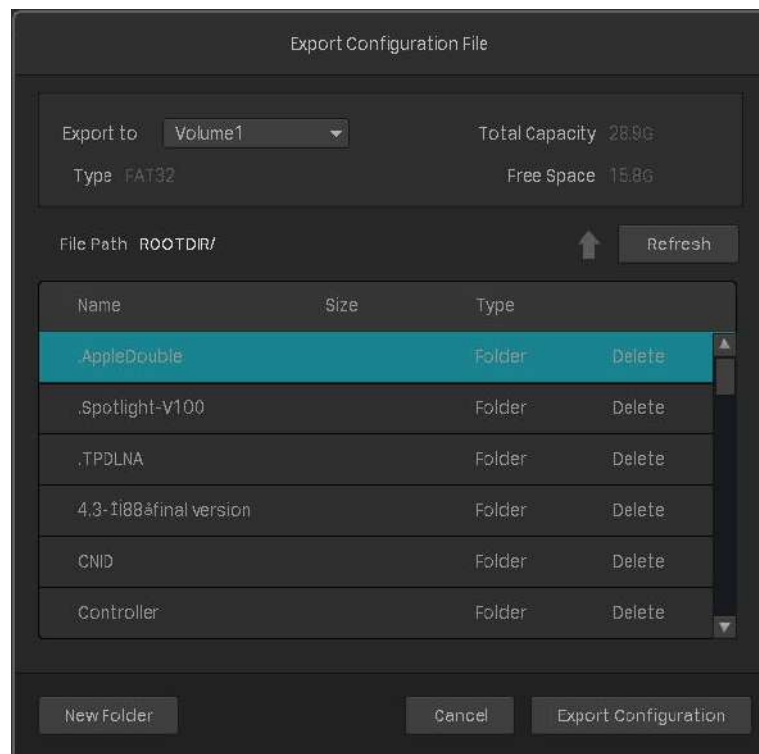 Export Configuration File
Export to Volume1 Total Capacity 28.9G
Type FAT32 Free Space 15.8G
File Path ROOTDIR/ Refresh
Name Size Type
.AppleDouble Folder Delete
.Spotlight-V100 Folder Delete
.TPDLNA Folder Delete
4.3-ÎÌ88åfinal version Folder Delete
CNID Folder Delete
Controller Folder Delete
New Folder Cancel Export Configuration